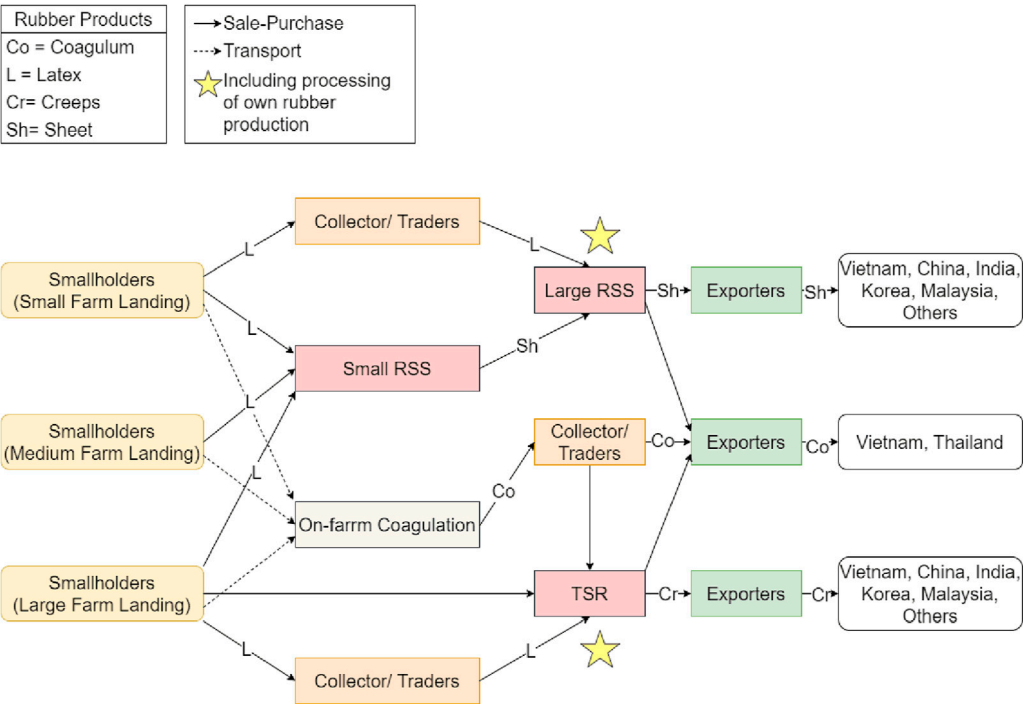 Rubber Products
Co = Coagulum
L = Latex
Cr= Creeps
Sh= Sheet
Sale-Purchase
Transport
Including processing
of own rubber
production
Collector/ Traders
L
L
Smallholders
(Small Farm Landing)
Large RSS
Sh
Exporters
Sh
Vietnam, China, India,
Korea, Malaysia,
Others
L
Sh
Small RSS
L
Smallholders
(Medium Farm Landing)
Collector/
Traders
Co
Exporters
Co
Vietnam, Thailand
L
Co
On-farrm Coagulation
Smallholders
(Large Farm Landing)
TSR
Cr
Exporters
Cr
Vietnam, China, India,
Korea, Malaysia,
Others
L
L
Collector/ Traders